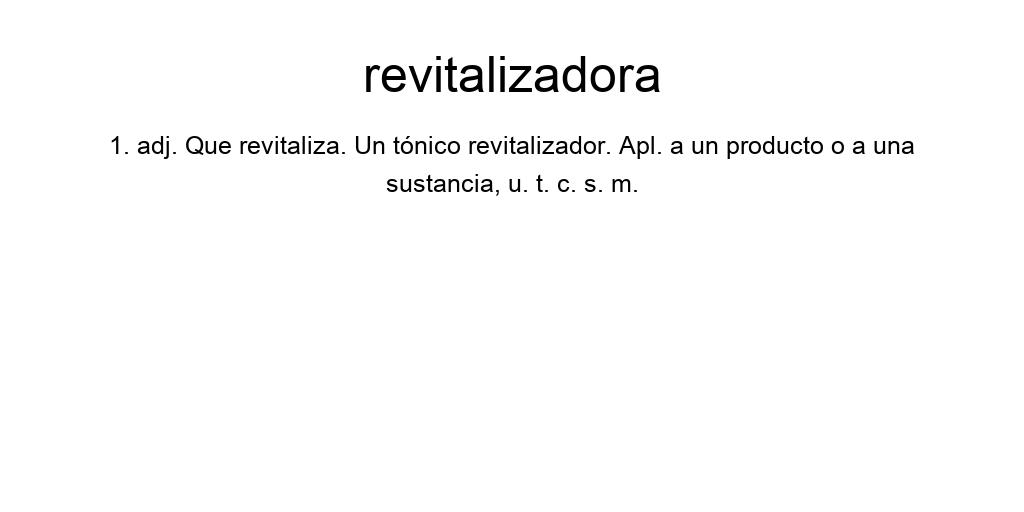 revitalizadora
1. adj. Que revitaliza. Un tónico revitalizador. Apl. a un producto o a una
sustancia, u. t. c. s. m.